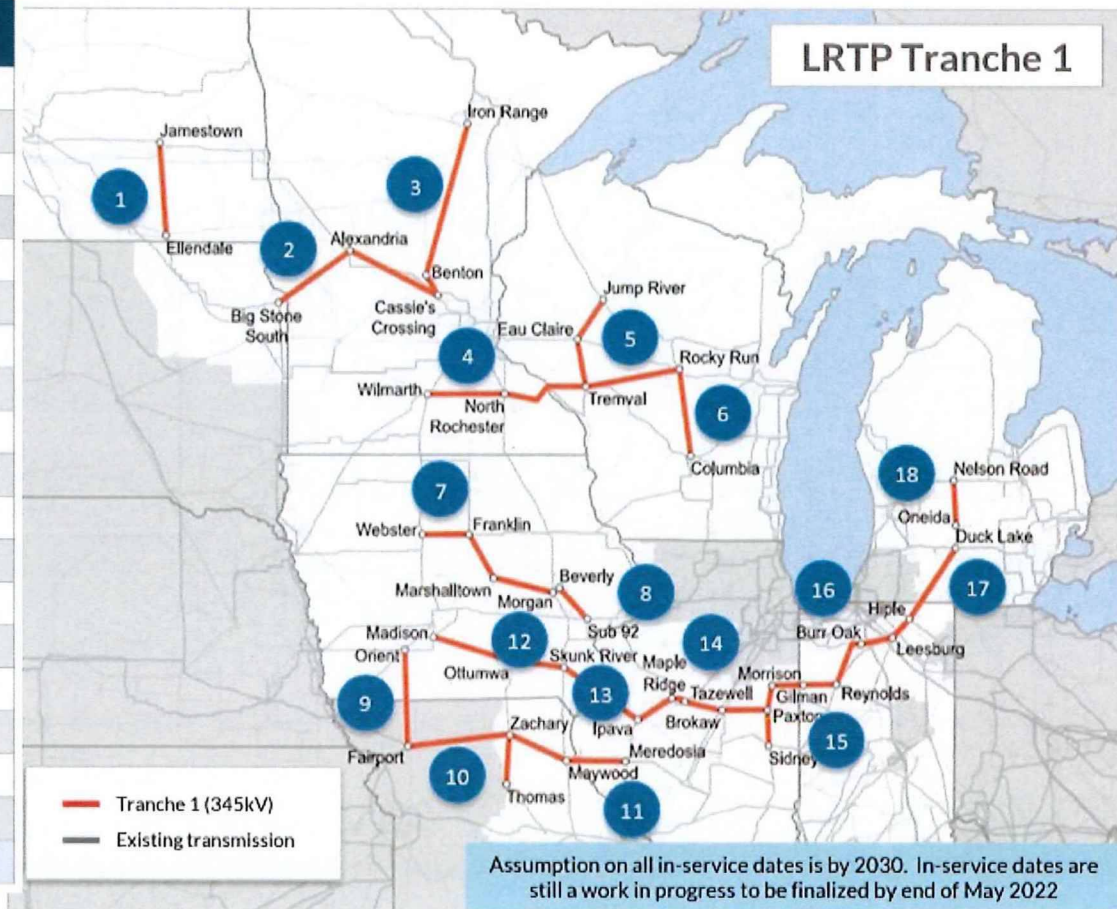 LRTP Tranche 1
Iron Range
Jamestown
3
1
Ellendale
2
Alexandria
Benton
Big Stone
South
Cassie's
Crossing
Jump River
Eau Claire
5
4
Rocky Run
Wilmarth
North
Rochester
Tremval
6
Columbia
18
Nelson Road
Oneida
Duck Lake
7
Webster
Franklin
Marshalltown
Morgan
Beverly
8
Sub 92
16
17
Hiple
Burr Oak
Leesburg
Madison
Orient
12
Ottumwa
Skunk River
14
Maple
Ridge
Morrison
Gilman
Reynolds
Tazewell
13
Ipava
Brokaw
Paxton
9
Zachary
Meredosia
Sidney
15
Fairport
10
Maywood
Thomas
11
Tranche 1 (345kV)
Existing transmission
Assumption on all in-service dates is by 2030. In-service dates are
still a work in progress to be finalized by end of May 2022